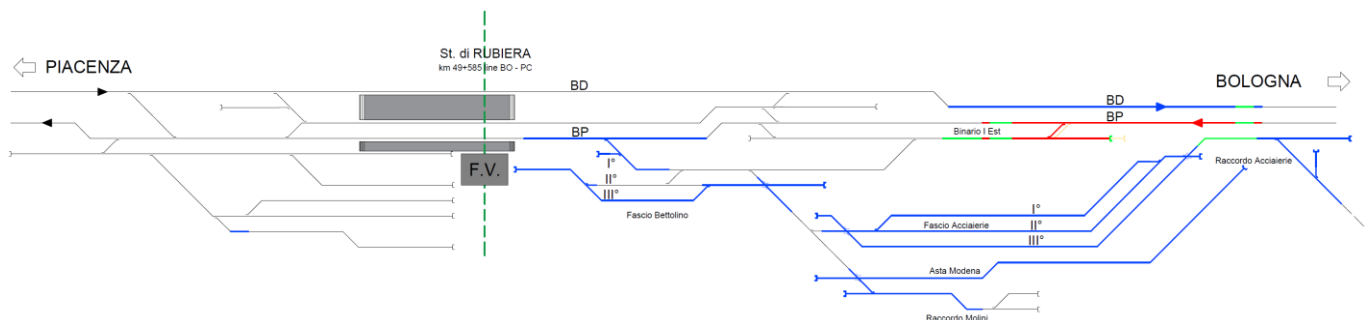 St. di RUBIERA
km 49+585 line BO - PC
PIACENZA
BOLOGNA
BD
BD
BP
BP
Binario I Est
F.V.
I°
II°
III°
Fascio Bettolino
Raccordo Acciaierie
I°
Fascio Acciaierie
II°
III°
Asta Modena
Raccordo Molini